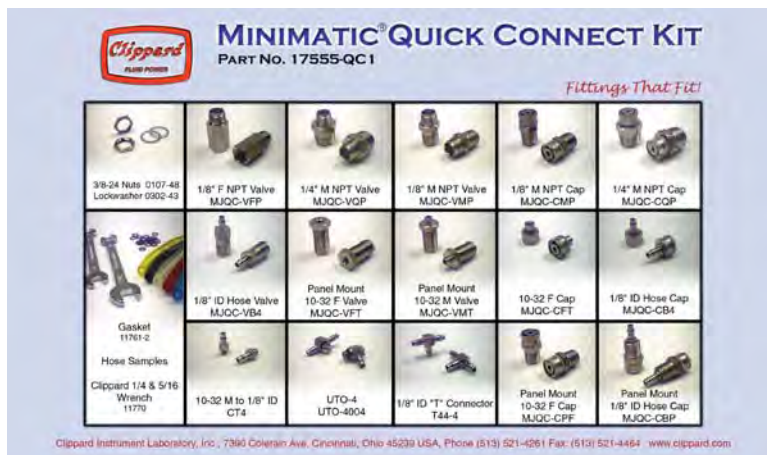 Clippard
FLUID POWER
MINIMATIC® QUICK CONNECT KIT
PART NO. 17555-QC1
Fittings That Fit!
3/8-24 Nuts 0107-48
Lockwasher 0302-43
1/8" F NPT Valve
MJQC-VFP
1/4" M NPT Valve
MJQC-VQP
1/8" M NPT Valve
MJQC-VMP
1/8" M NPT Cap
MJQC-CMP
1/4" M NPT Cap
MJQC-CQP
Gasket
11761-2
Hose Samples
Clippard 1/4 & 5/16
Wrench
11770
1/8" ID Hose Valve
MJQC-VB4
Panel Mount
10-32 F Valve
MJQC-VFT
Panel Mount
10-32 M Valve
MJQC-VMT
10-32 F Cap
MJQC-CFT
1/8" ID Hose Cap
MJQC-CB4
10-32 M to 1/8" ID
CT4
UTO-4
UTO-4004
1/8" ID "T" Connector
T44-4
Panel Mount
10-32 F Cap
MJQC-CPF
Panel Mount
1/8" ID Hose Cap
MJQC-CBP
Clippard Instrument Laboratory, Inc., 7390 Colerain Ave. Cincinnati, Ohio 45239 USA, Phone (513) 521-4261 Fax: (513) 521-4464 www.clippard.com